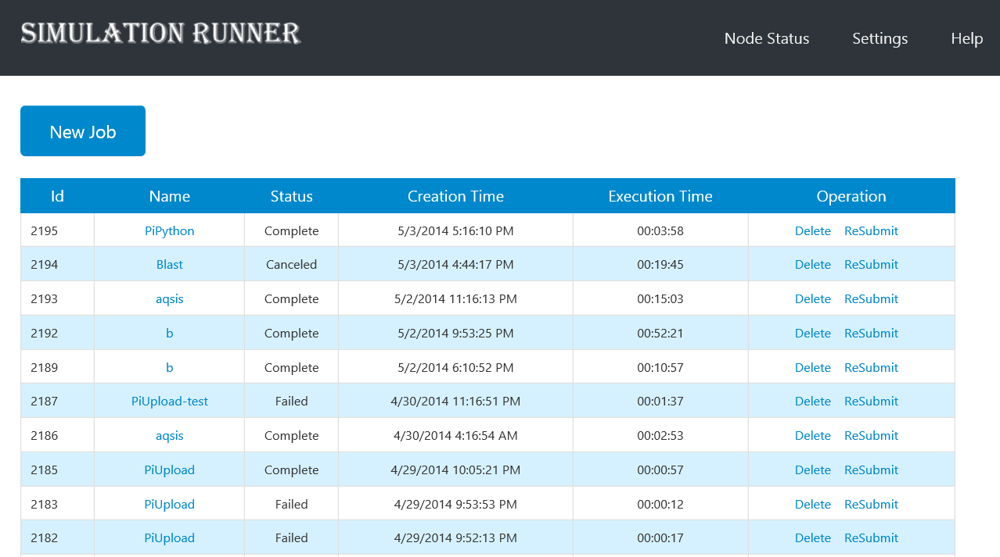 SIMULATION RUNNER
Node Status Settings Help
New Job
Id Name Status Creation Time Execution Time Operation
2195 PiPython Complete 5/3/2014 5:16:10 PM 00:03:58 Delete ReSubmit
2194 Blast Canceled 5/3/2014 4:44:17 PM 00:19:45 Delete ReSubmit
2193 aqsis Complete 5/2/2014 11:16:13 PM 00:15:03 Delete ReSubmit
2192 b Complete 5/2/2014 9:53:25 PM 00:52:21 Delete ReSubmit
2189 b Complete 5/2/2014 6:10:52 PM 00:10:57 Delete ReSubmit
2187 PiUpload-test Failed 4/30/2014 11:16:51 PM 00:01:37 Delete ReSubmit
2186 aqsis Complete 4/30/2014 4:16:54 AM 00:02:53 Delete ReSubmit
2185 PiUpload Complete 4/29/2014 10:05:21 PM 00:00:57 Delete ReSubmit
2183 PiUpload Failed 4/29/2014 9:53:53 PM 00:00:12 Delete ReSubmit
2182 PiUpload Failed 4/29/2014 9:52:13 PM 00:00:17 Delete ReSubmit